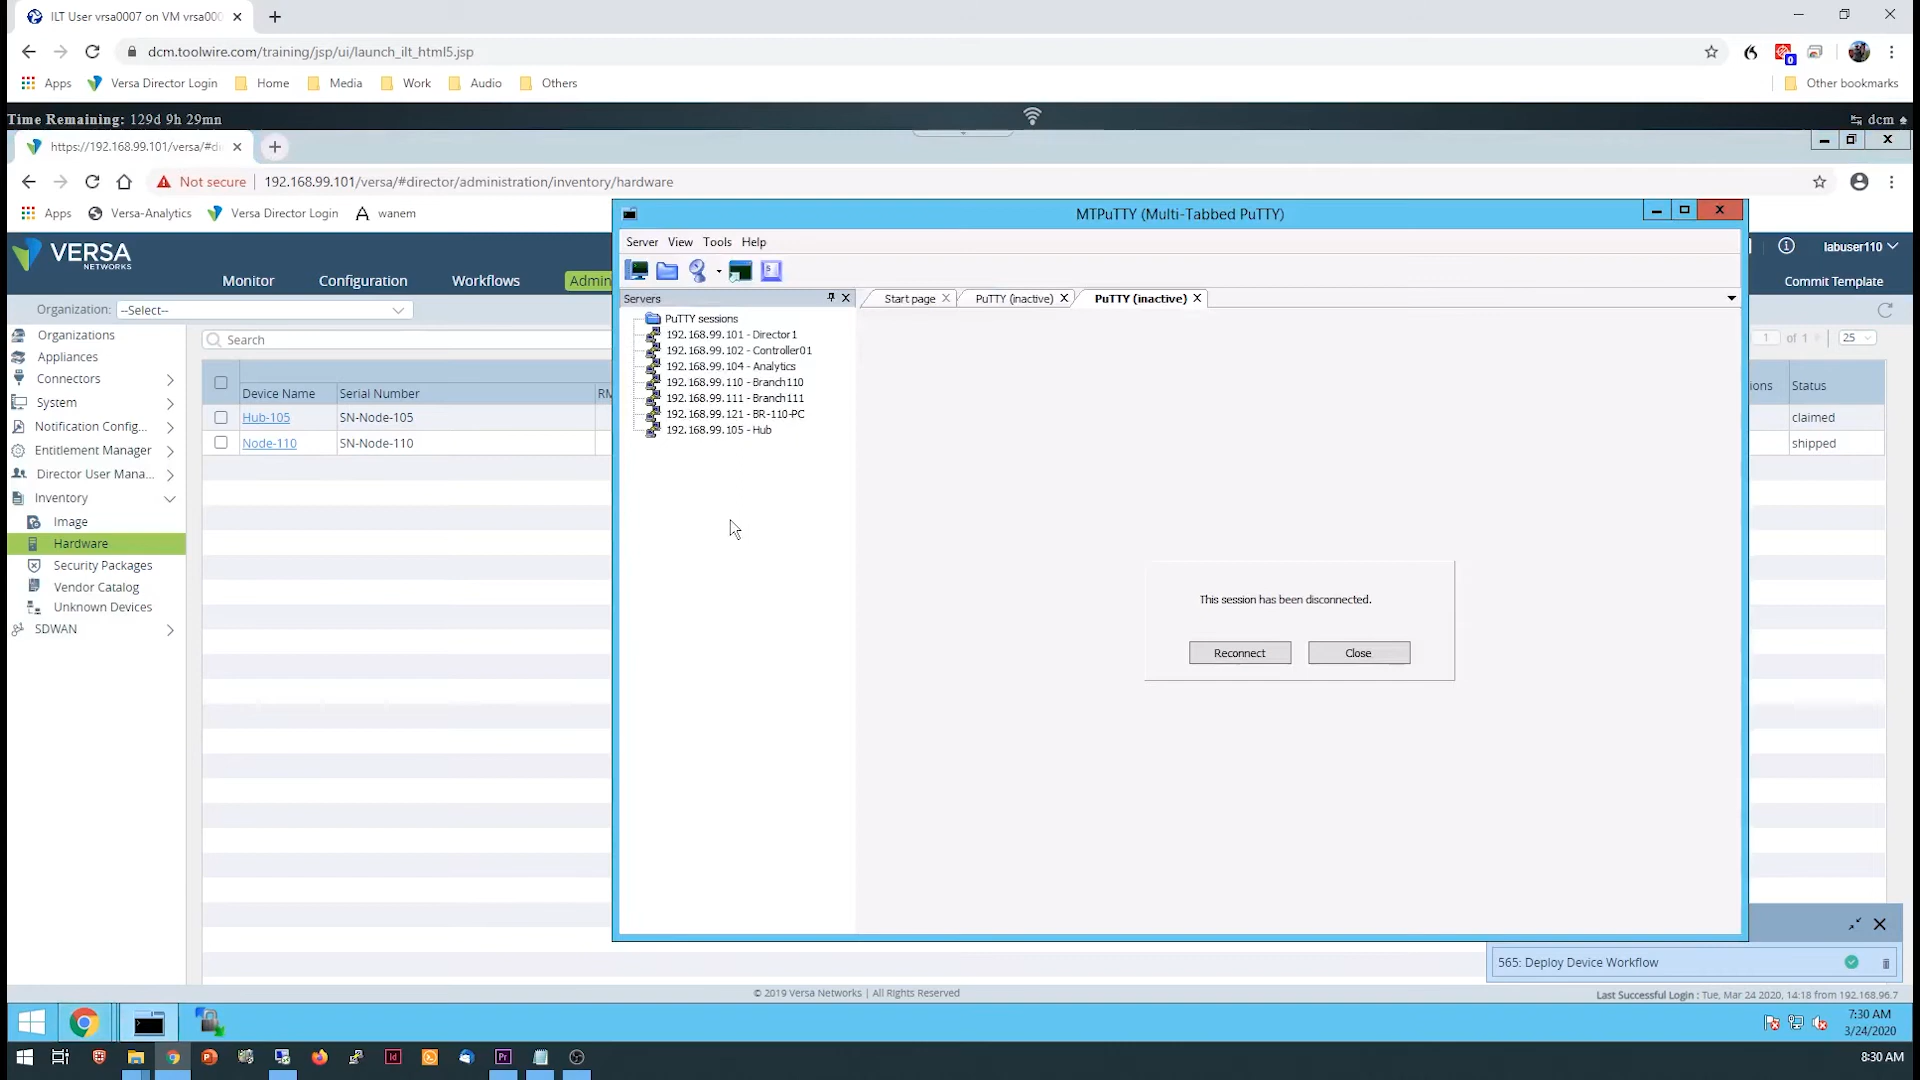 ILT User vrsa0007 on VM vrsa000
dcm.toolwire.com/training/jsp/ui/launch_ilt_html5.jsp
0
Apps
Versa Director Login
Home
Media
Work
Audio
Others
Other bookmarks
Time Remaining: 129d 9h 29mn
dcm
https://192.168.99.101/versa/#di
Not secure
192.168.99.101/versa/#director/administration/inventory/hardware
Apps
Versa-Analytics
Versa Director Login
wanem
VERSA
NETWORKS
Monitor
Configuration
Workflows
Admin
labuser110
Commit Template
Organization:
--Select--
Organizations
Appliances
Connectors
System
Notification Config...
Entitlement Manager
Director User Mana...
Inventory
Image
Hardware
Security Packages
Vendor Catalog
Unknown Devices
SDWAN
Search
1 of 1
25
Device Name
Serial Number
RM
ions
Status
Hub-105
SN-Node-105
claimed
Node-110
SN-Node-110
shipped
MTPuTTY (Multi-Tabbed PuTTY)
Server
View
Tools
Help
Servers
Start page
PuTTY (inactive)
PuTTY (inactive)
PuTTY sessions
192.168.99.101 - Director1
192.168.99.102 - Controller01
192.168.99.104 - Analytics
192.168.99.110 - Branch110
192.168.99.111 - Branch111
192.168.99.121 - BR-110-PC
192.168.99.105 - Hub
This session has been disconnected.
Reconnect
Close
565: Deploy Device Workflow
© 2019 Versa Networks | All Rights Reserved
Last Successful Login : Tue, Mar 24 2020, 14:18 from 192.168.96.7
7:30 AM
3/24/2020
8:30 AM